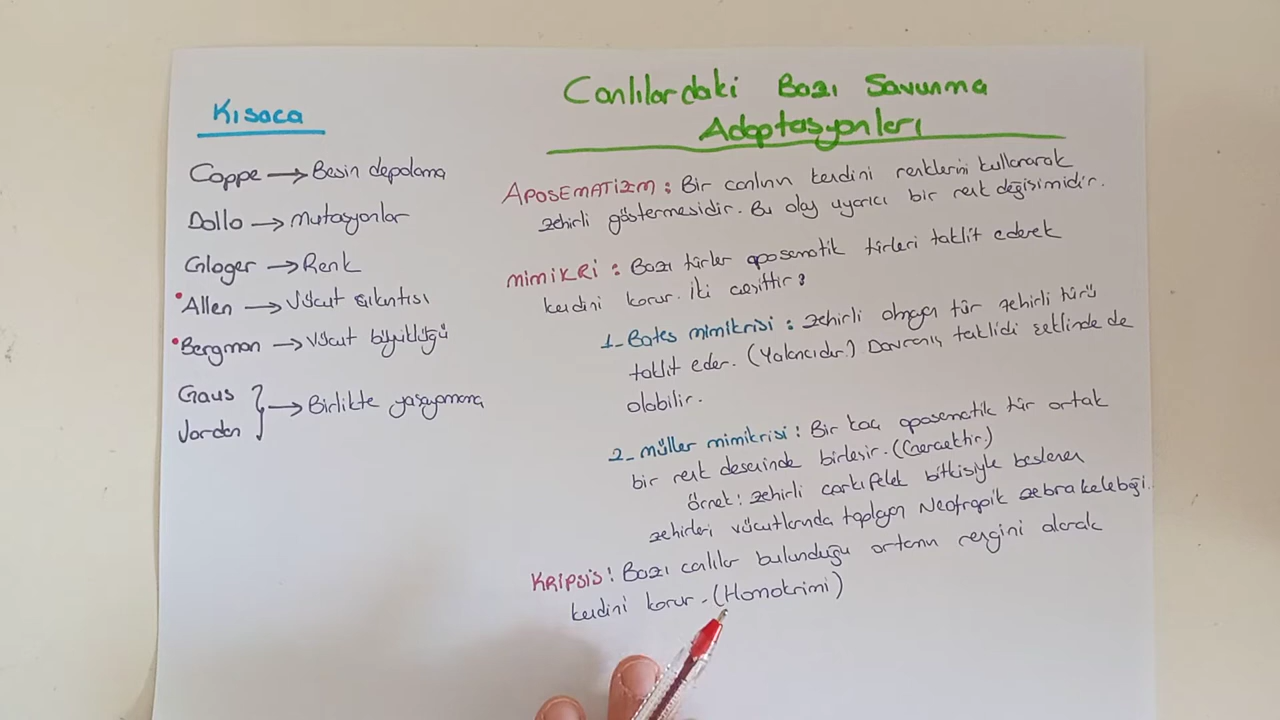 Kısaca
Coppe → Besin depolama
Dollo → mutasyonlar
Gloger → Renk
Allen → Vücut çıkıntısı
Bergman → Vücut büyüklüğü
Gaus
Jordan
} → Birlikte yaşayamama
Canlılardaki Bazı Savunma
Adaptasyonları
APOSEMATİZM : Bir canlının kendini renklerini kullanarak
zehirli göstermesidir. Bu olay uyarıcı bir renk değişimidir.
MİMİKRİ : Bazı türler aposematik türleri taklit ederek
kendini korur. İki çeşittir :
1- Bates mimikrisi : Zehirli olmayan tür zehirli türü
taklit eder. (Yalancıdır.) Davranış taklidi şeklinde de
olabilir.
2- müller mimikrisi : Bir kaç aposematik tür ortak
bir renk deseninde birleşir. (Gerçektir.)
Örnek : Zehirli çarkıfelek bitkisiyle beslenen
zehirleri vücutlarında toplayan Neotropik zebra kelebeği.
KRİPSİS : Bazı canlılar bulunduğu ortamın rengini alarak
kendini korur. (Homokrimi)